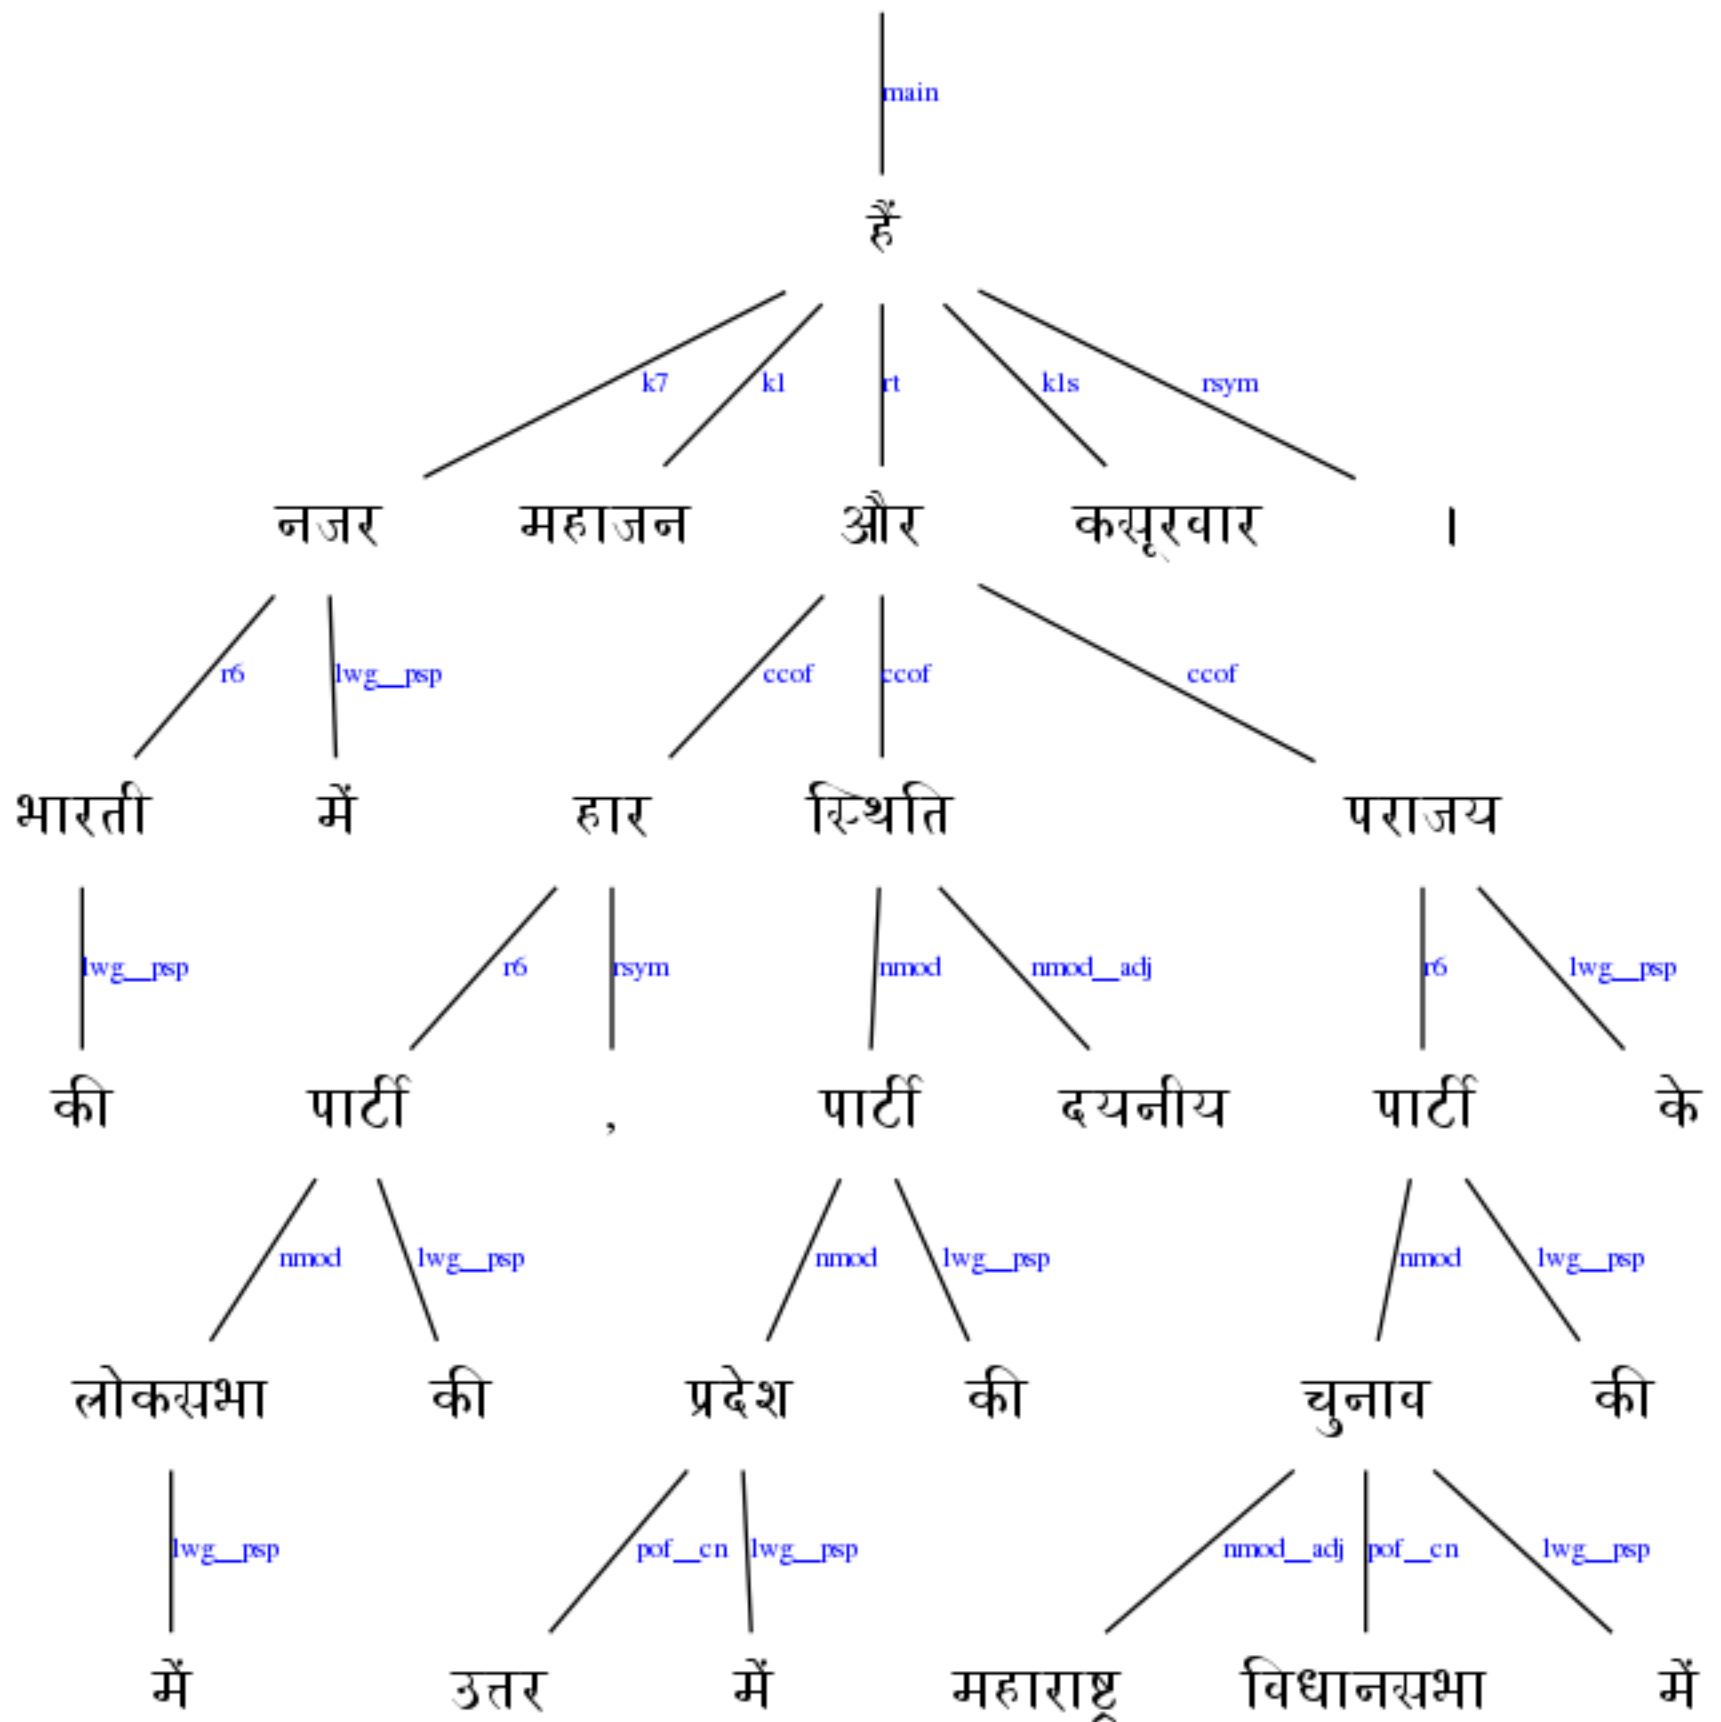 main
हैं
k7 k1 rt k1s rsym
नजर महाजन और कसूरवार ।
r6 lwg__psp ccof ccof ccof
भारती में हार स्थिति पराजय
lwg__psp r6 rsym nmod nmod__adj r6 lwg__psp
की पार्टी , पार्टी दयनीय पार्टी के
nmod lwg__psp nmod lwg__psp nmod lwg__psp
लोकसभा की प्रदेश की चुनाव की
lwg__psp pof__cn lwg__psp nmod__adj pof__cn lwg__psp
में उत्तर में महाराष्ट्र विधानसभा में